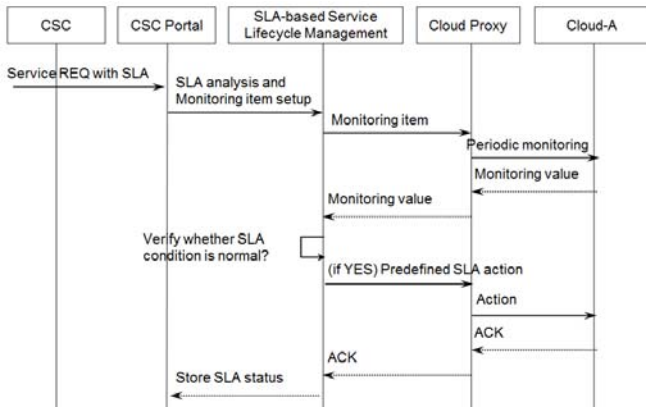 CSC
CSC Portal
SLA-based Service
Lifecycle Management
Cloud Proxy
Cloud-A
Service REQ with SLA
SLA analysis and
Monitoring item setup
Monitoring item
Periodic monitoring
Monitoring value
Monitoring value
Verify whether SLA
condition is normal?
(if YES) Predefined SLA action
Action
ACK
ACK
Store SLA status